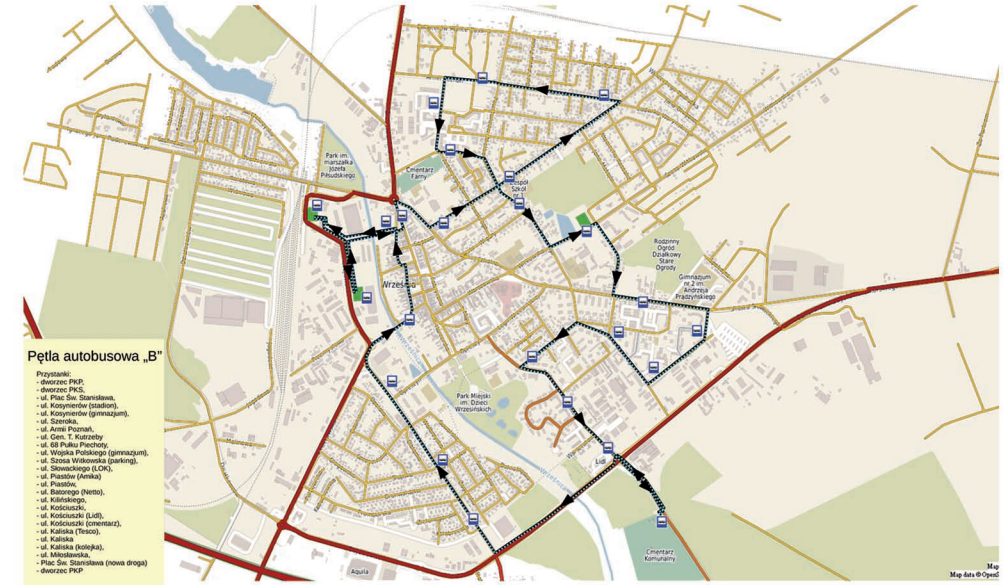 Park im.
marszałka
Józefa
Piłsudskiego
Cmentarz
Farny
Zespół
Szkół
nr 1
Rodzinny
Ogród
Działkowy
Stare
Ogrody
Gimnazjum
nr 2 im.
Andrzeja
Prądzyńskiego
Września
Park Miejski
im. Dzieci
Wrzesińskich
Lidl
Cmentarz
Komunalny
Aquila
Pętla autobusowa „B"
Przystanki:
- dworzec PKP,
- dworzec PKS,
- ul. Plac Św. Stanisława,
- ul. Kosynierów (stadion),
- ul. Kosynierów (gimnazjum),
- ul. Szeroka,
- ul. Armii Poznań,
- ul. Gen. T. Kutrzeby
- ul. 68 Pułku Piechoty,
- ul. Wojska Polskiego (gimnazjum),
- ul. Szosa Witkowska (parking),
- ul. Słowackiego (LOK),
- ul. Piastów (Amika)
- ul. Piastów,
- ul. Batorego (Netto),
- ul. Kilińskiego,
- ul. Kościuszki,
- ul. Kościuszki (Lidl),
- ul. Kościuszki (cmentarz),
- ul. Kaliska (Tesco),
- ul. Kaliska
- ul. Kaliska (kolejka),
- ul. Miłosławska,
- Plac Św. Stanisława (nowa droga)
- dworzec PKP
Map
Map data © OpenS